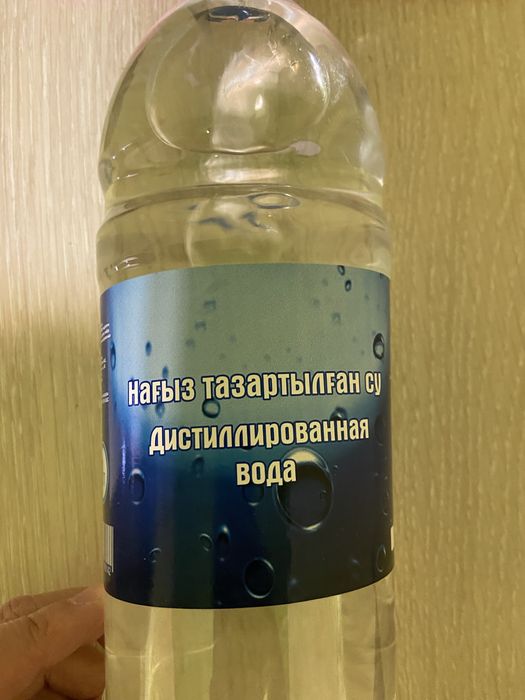 Нағыз тазартылған су
Дистиллированная
вода